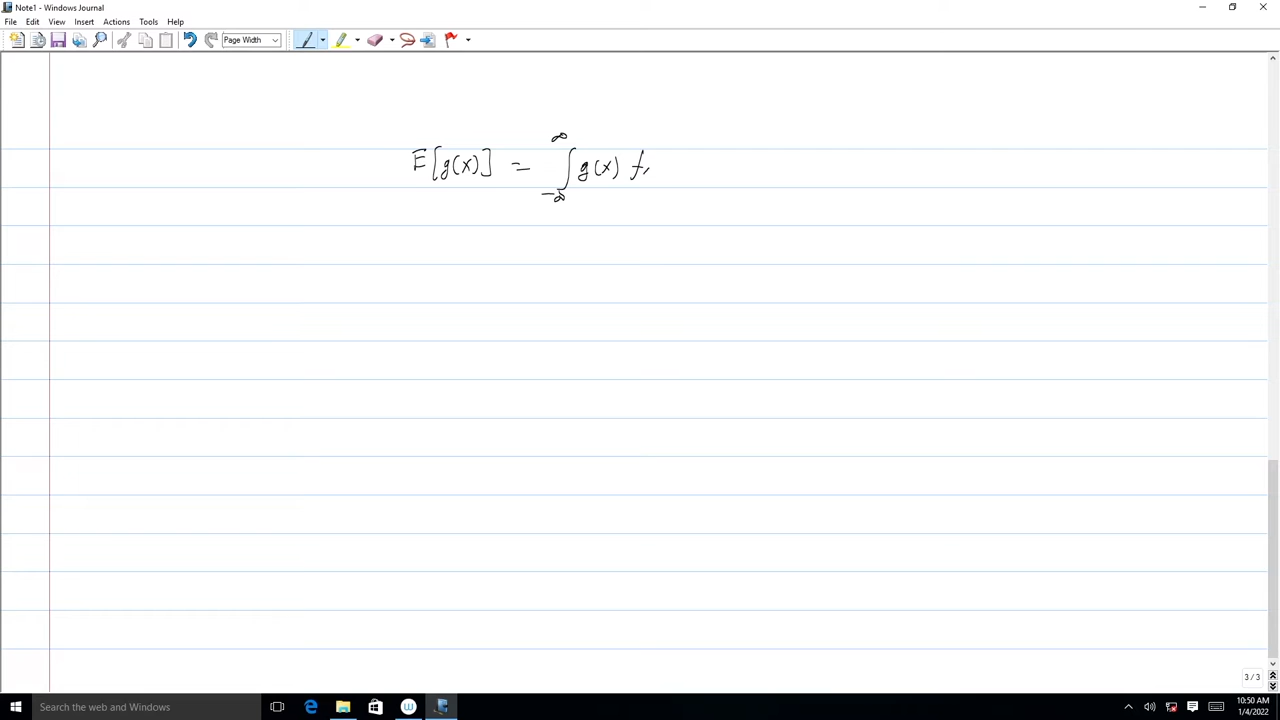 Note1 - Windows Journal
File Edit View Insert Actions Tools Help
Page Width
E[g(x)] = ∫_{-∞}^{∞} g(x) f
3 / 3
Search the web and Windows
10:50 AM
1/4/2022